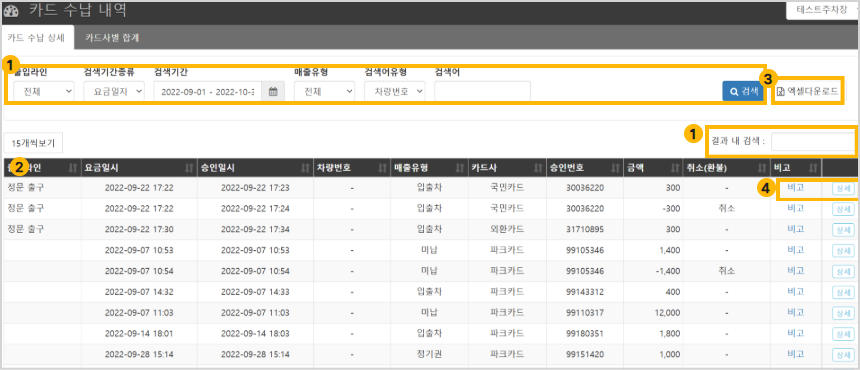 카드 수납 내역
테스트주차장
카드 수납 상세 카드사별 합계
1 출입라인 검색기간종류 검색기간 매출유형 검색어유형 검색어 3
전체 요금일자 2022-09-01 - 2022-10-3 전체 차량번호 검색 엑셀다운로드
15개씩보기 1 결과 내 검색 :
2 라인 요금일시 승인일시 차량번호 매출유형 카드사 승인번호 금액 취소(환불) 비고
정문 출구 2022-09-22 17:22 2022-09-22 17:23 - 입출차 국민카드 30036220 300 - 4 비고 상세
정문 출구 2022-09-22 17:22 2022-09-22 17:24 - 입출차 국민카드 30036220 -300 취소 비고 상세
정문 출구 2022-09-22 17:30 2022-09-22 17:34 - 입출차 외환카드 31710895 300 - 비고 상세
2022-09-07 10:53 2022-09-07 10:53 - 미납 파크카드 99105346 1,400 - 비고 상세
2022-09-07 10:54 2022-09-07 10:54 - 미납 파크카드 99105346 -1,400 취소 비고 상세
2022-09-07 14:32 2022-09-07 14:33 - 입출차 파크카드 99143312 400 - 비고 상세
2022-09-07 11:03 2022-09-07 11:03 - 미납 파크카드 99110317 12,000 - 비고 상세
2022-09-14 18:01 2022-09-14 18:03 - 입출차 파크카드 99180351 1,800 - 비고 상세
2022-09-28 15:14 2022-09-28 15:14 - 정기권 파크카드 99151420 1,000 - 비고 상세